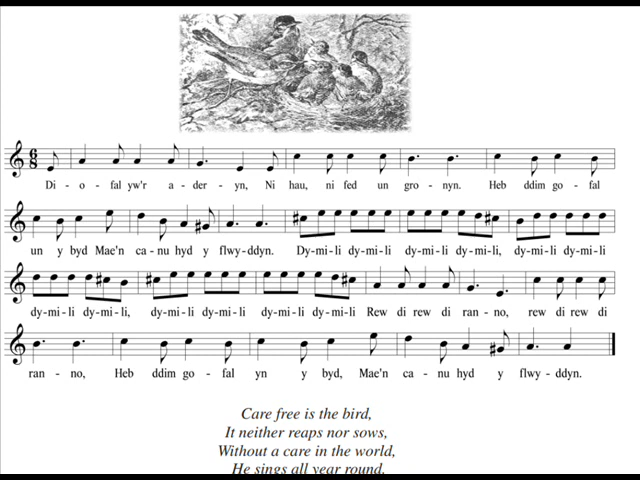 Di - o - fal yw'r a - der - yn, Ni hau, ni fed un gro - nyn. Heb ddim go - fal
un y byd Mae'n ca - nu hyd y flwy - ddyn. Dy - mi - li dy - mi - li dy - mi - li dy - mi - li, dy - mi - li dy - mi - li
dy - mi - li dy - mi - li, dy - mi - li dy - mi - li dy - mi - li dy - mi - li Rew di rew di ran - no, rew di rew di
ran - no, Heb ddim go - fal yn y byd, Mae'n ca - nu hyd y flwy - ddyn.
Care free is the bird,
It neither reaps nor sows,
Without a care in the world,
He sings all year round.